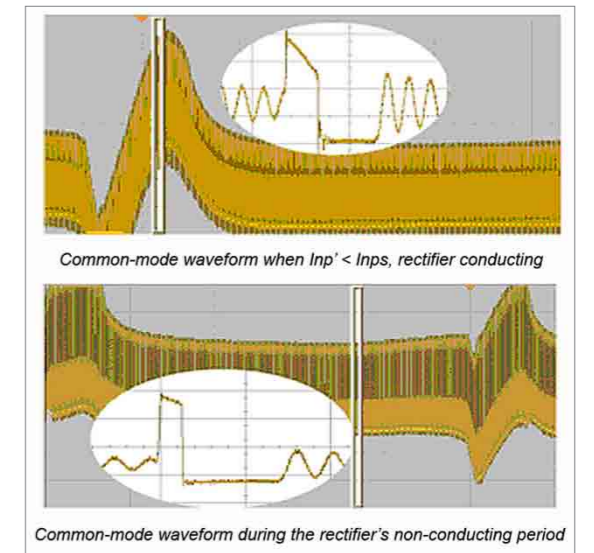 Common-mode waveform when Inp' < Inps, rectifier conducting
Common-mode waveform during the rectifier's non-conducting period